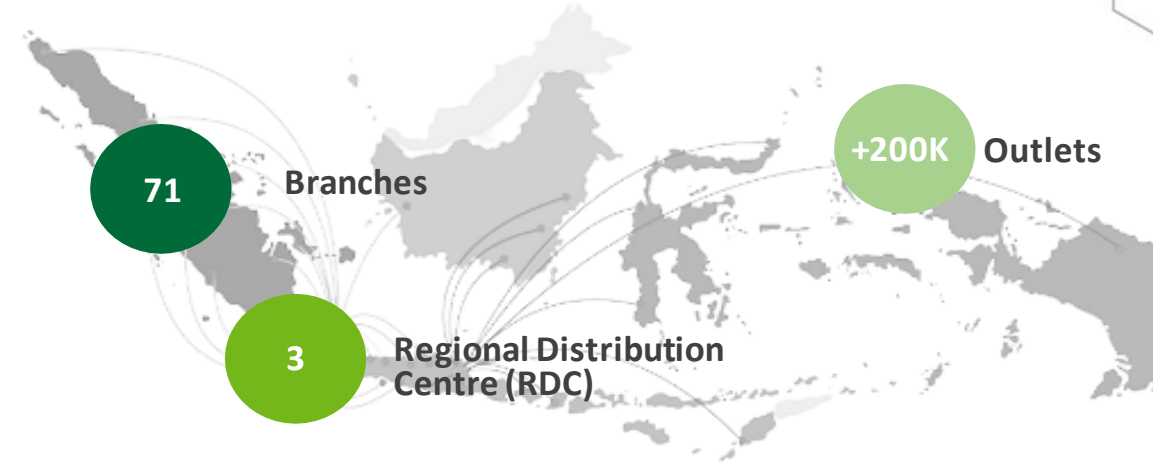 71
Branches
+200K
Outlets
3
Regional Distribution
Centre (RDC)